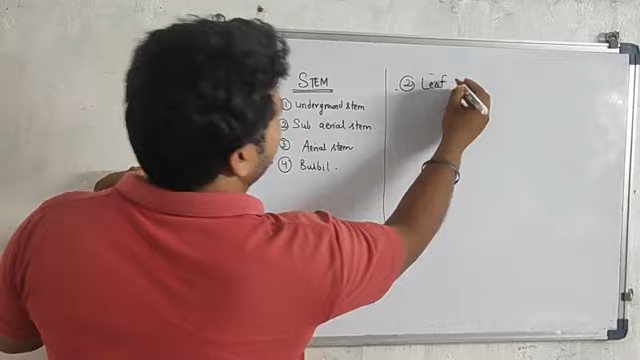 STEM
① underground stem
② Sub aerial stem.
③ Aerial stem
④ Bulbil.
② Leaf